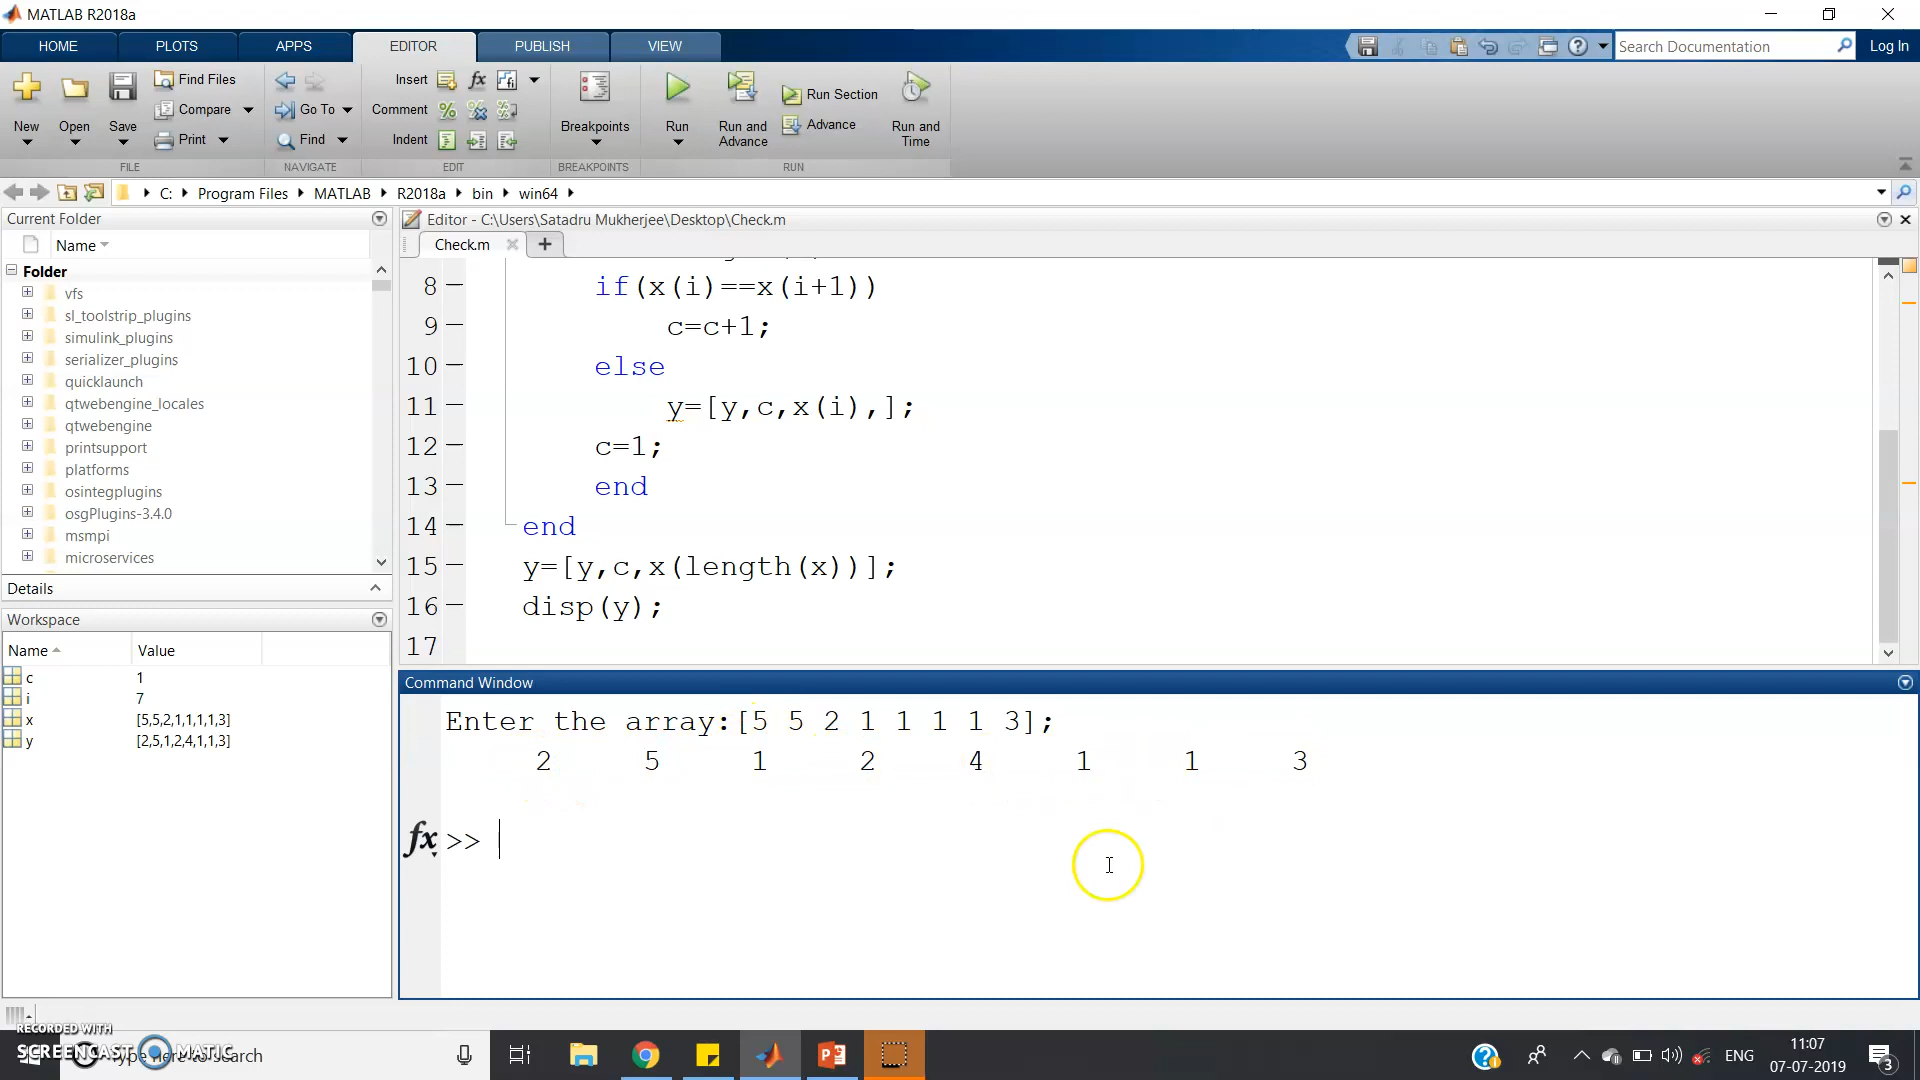 MATLAB R2018a
HOME PLOTS APPS EDITOR PUBLISH VIEW
Search Documentation
Log In
New
Open
Save
Find Files
Compare
Print
FILE
Go To
Find
NAVIGATE
Insert
Comment
Indent
EDIT
Breakpoints
BREAKPOINTS
Run
Run and Advance
Run Section
Advance
Run and Time
RUN
C: Program Files MATLAB R2018a bin win64
Current Folder
Name
Folder
vfs
sl_toolstrip_plugins
simulink_plugins
serializer_plugins
quicklaunch
qtwebengine_locales
qtwebengine
printsupport
platforms
osintegplugins
osgPlugins-3.4.0
msmpi
microservices
Details
Workspace
Name Value
c 1
i 7
x [5,5,2,1,1,1,1,3]
y [2,5,1,2,4,1,1,3]
Editor - C:\Users\Satadru Mukherjee\Desktop\Check.m
Check.m
8 if(x(i)==x(i+1))
9 c=c+1;
10 else
11 y=[y,c,x(i),];
12 c=1;
13 end
14 end
15 y=[y,c,x(length(x))];
16 disp(y);
17
Command Window
Enter the array:[5 5 2 1 1 1 1 3];
2 5 1 2 4 1 1 3
fx >>
RECORDED WITH
SCREENCAST MATIC
Type here to search
ENG
11:07
07-07-2019
3